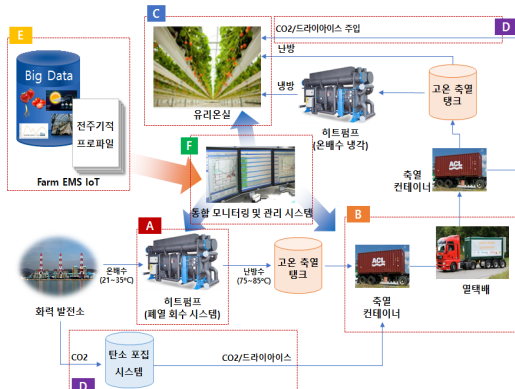 E
Big Data
전주기적
프로파일
Farm EMS IoT
C
CO2/드라이아이스 주입
D
난방
냉방
유리온실
히트펌프
(온배수 냉각)
고온 축열
탱크
ACL
축열
컨테이너
F
통합 모니터링 및 관리 시스템
A
온배수
(21~35℃)
화력 발전소
히트펌프
(폐열 회수 시스템)
난방수
(75~85℃)
고온 축열
탱크
B
ACL
축열
컨테이너
열택배
CO2
탄소 포집
시스템
CO2/드라이아이스
D